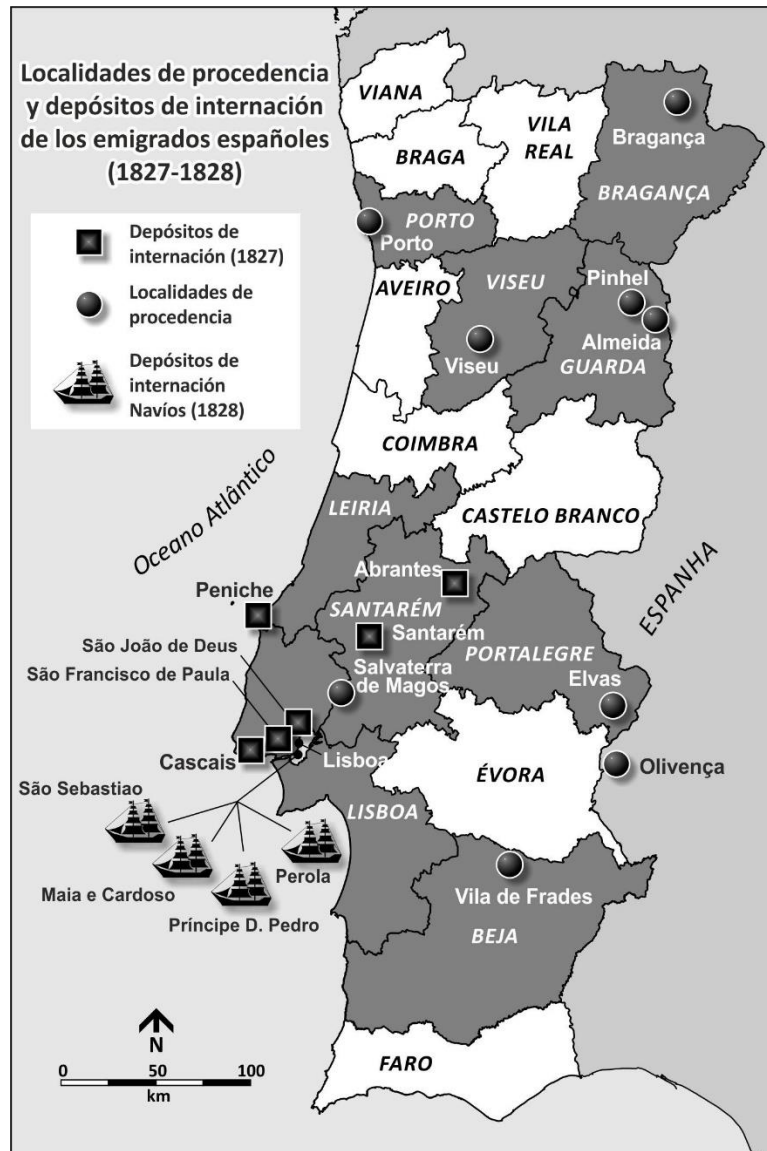 Localidades de procedencia
y depósitos de internación
de los emigrados españoles
(1827-1828)
Depósitos de
internación (1827)
Localidades de
procedencia
Depósitos de
internación
Navíos (1828)
VIANA
BRAGA
VILA
REAL
Bragança
BRAGANÇA
PORTO
Porto
AVEIRO
VISEU
Viseu
Pinhel
Almeida
GUARDA
COIMBRA
Oceano Atlântico
LEIRIA
CASTELO BRANCO
ESPANHA
Peniche
Abrantes
SANTARÉM
Santarém
São João de Deus
São Francisco de Paula
Salvaterra
de Magos
PORTALEGRE
Elvas
Cascais
Lisboa
ÉVORA
Olivença
São Sebastiao
LISBOA
Maia e Cardoso
Perola
Príncipe D. Pedro
Vila de Frades
BEJA
N
0 50 100
km
FARO